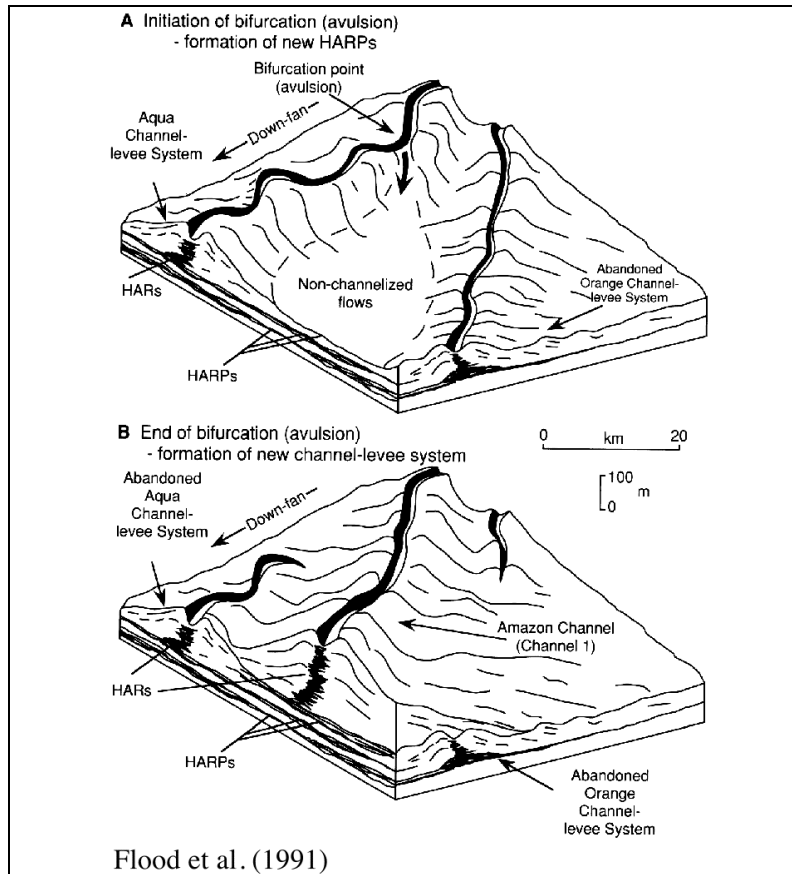 A Initiation of bifurcation (avulsion)
- formation of new HARPs
Bifurcation point
(avulsion)
Aqua
Channel-
levee System
Down-fan
Non-channelized
flows
Abandoned
Orange Channel-
levee System
HARs
HARPs
B End of bifurcation (avulsion)
- formation of new channel-levee system
0 km 20
100
m
0
Abandoned
Aqua
Channel-
levee System
Down-fan
Amazon Channel
(Channel 1)
HARs
HARPs
Abandoned
Orange
Channel-
levee System
Flood et al. (1991)